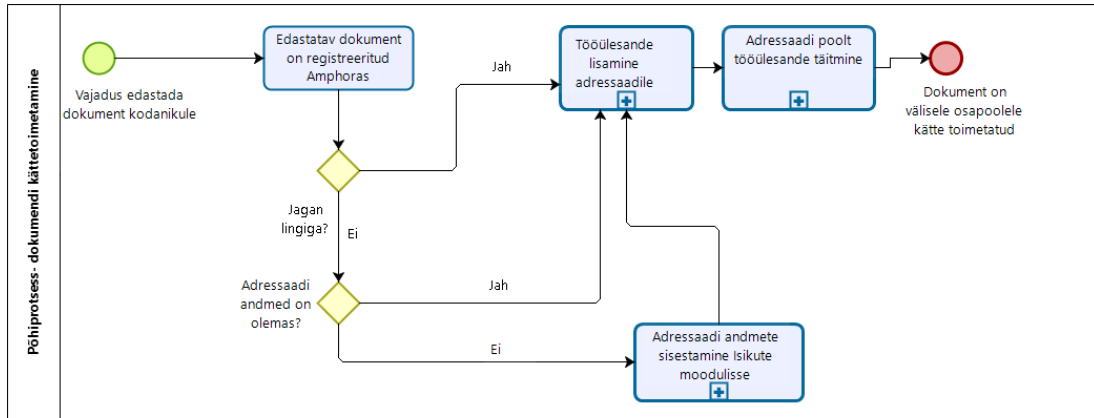 Põhiprotsess- dokumendi kättetoimetamine
Vajadus edastada
dokument kodanikule
Edastatav dokument
on registreeritud
Amphoras
Jah
Tööülesande
lisamine
adressaadile
Adressaadi poolt
tööülesande täitmine
Dokument on
välisele osapoolele
kätte toimetatud
Jagan
lingiga?
Ei
Adressaadi
andmed on
olemas?
Jah
Ei
Adressaadi andmete
sisestamine Isikute
moodulisse